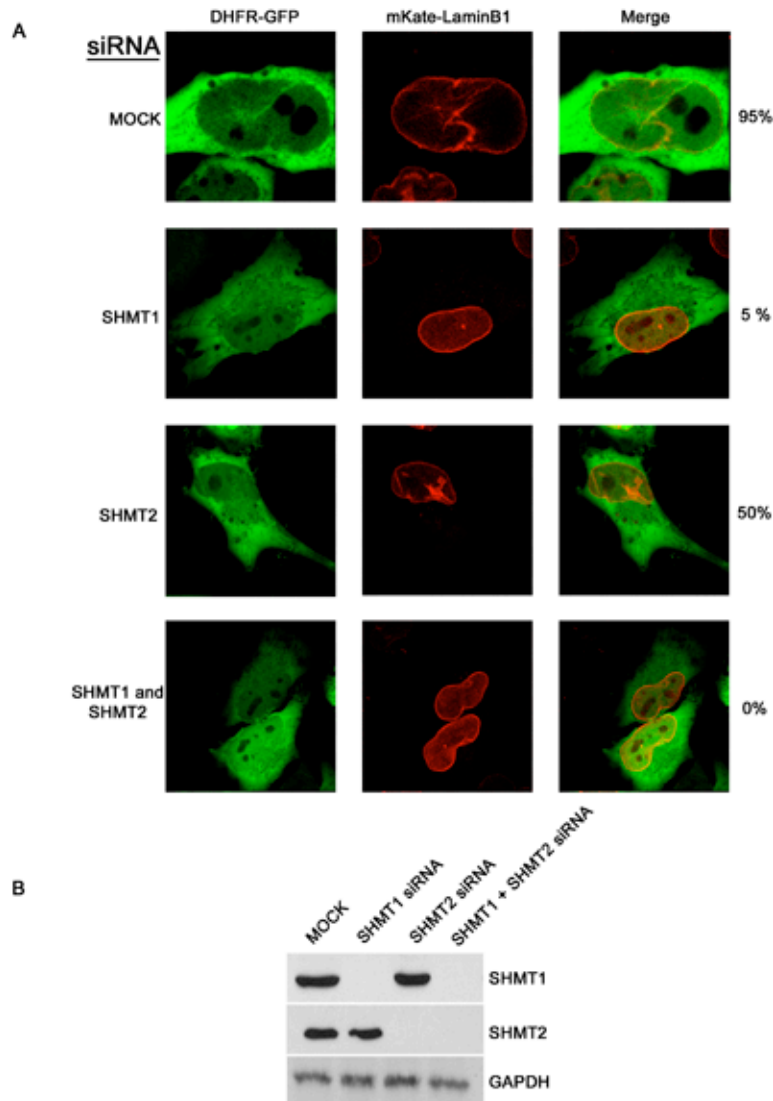 A
DHFR-GFP
mKate-LaminB1
Merge
siRNA
MOCK
95%
SHMT1
5 %
SHMT2
50%
SHMT1 and
SHMT2
0%
B
MOCK
SHMT1 siRNA
SHMT2 siRNA
SHMT1 + SHMT2 siRNA
SHMT1
SHMT2
GAPDH